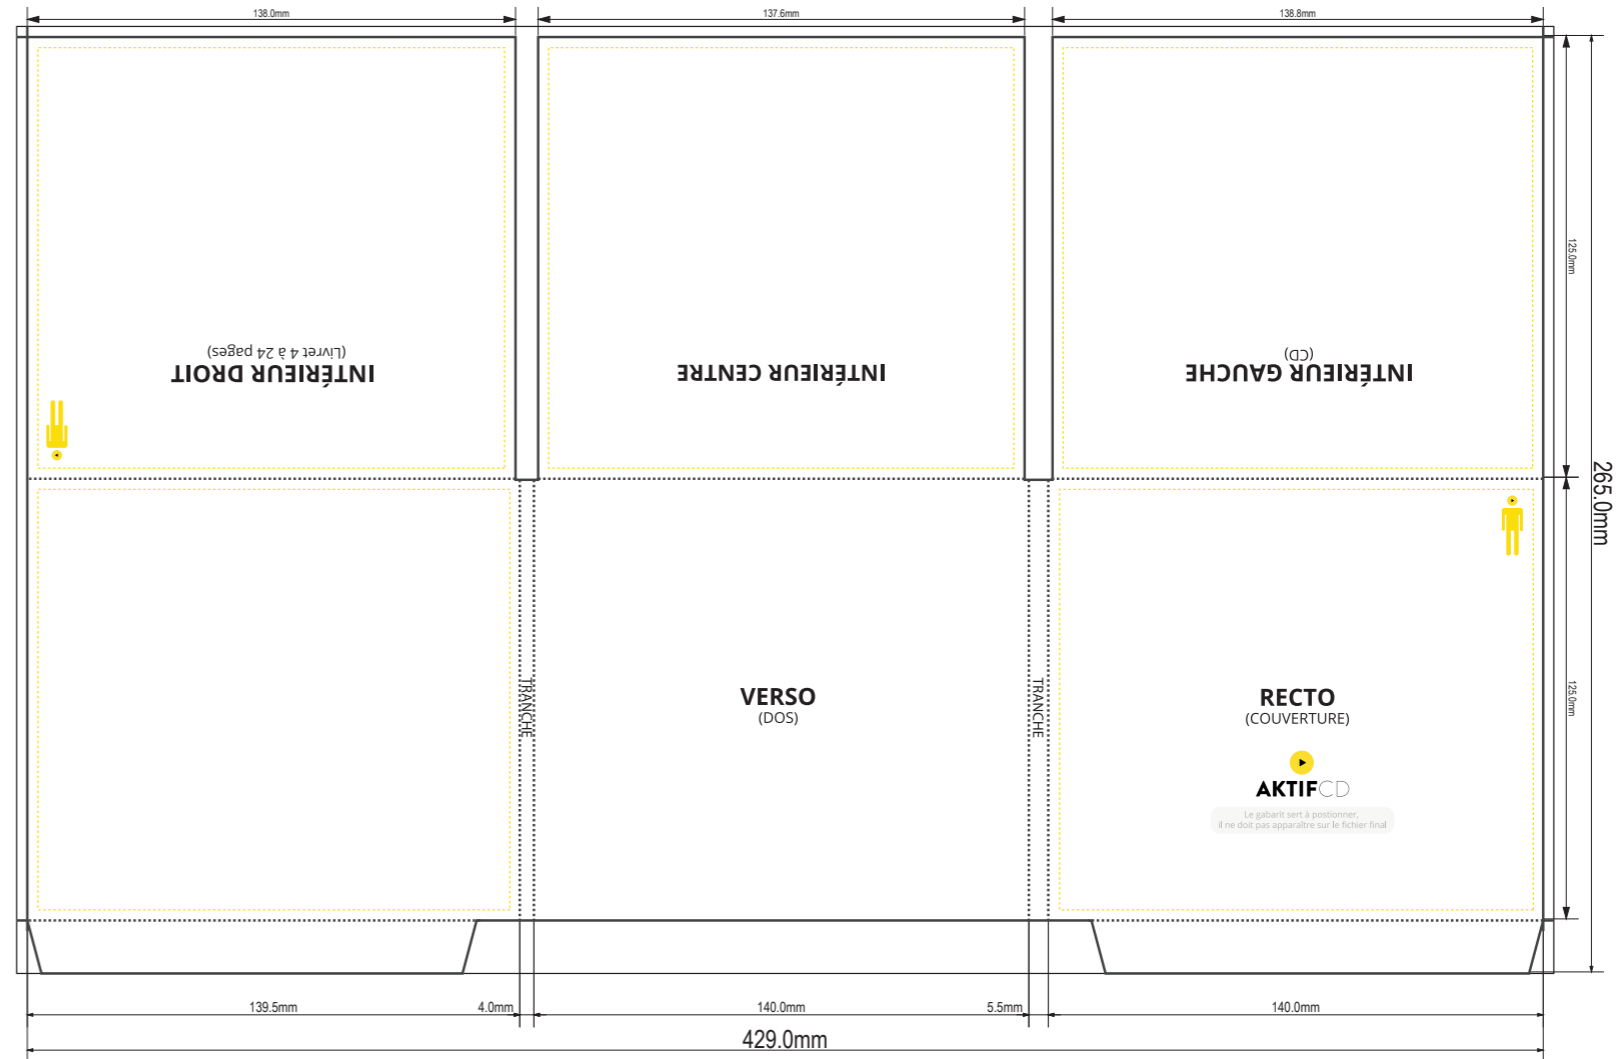 138.0mm
137.6mm
138.8mm
125.0mm
265.0mm
(Livret 4 à 24 pages)
INTÉRIEUR DROIT
INTÉRIEUR CENTRE
(CD)
INTÉRIEUR GAUCHE
TRANCHE
VERSO
(DOS)
TRANCHE
RECTO
(COUVERTURE)
AKTIFCD
Le gabarit sert à postionner,
il ne doit pas apparaître sur le fichier final
125.0mm
139.5mm
4.0mm
140.0mm
5.5mm
140.0mm
429.0mm